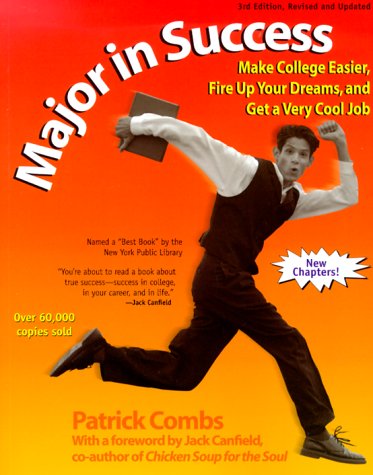 3rd Edition, Revised and Updated
Major in Success
Make College Easier,
Fire Up Your Dreams, and
Get a Very Cool Job
Named a "Best Book" by the
New York Public Library
"You're about to read a book about
true success—success in college,
in your career, and in life."
—Jack Canfield
New
Chapters!
Over 60,000
copies sold
Patrick Combs
With a foreword by Jack Canfield,
co-author of Chicken Soup for the Soul